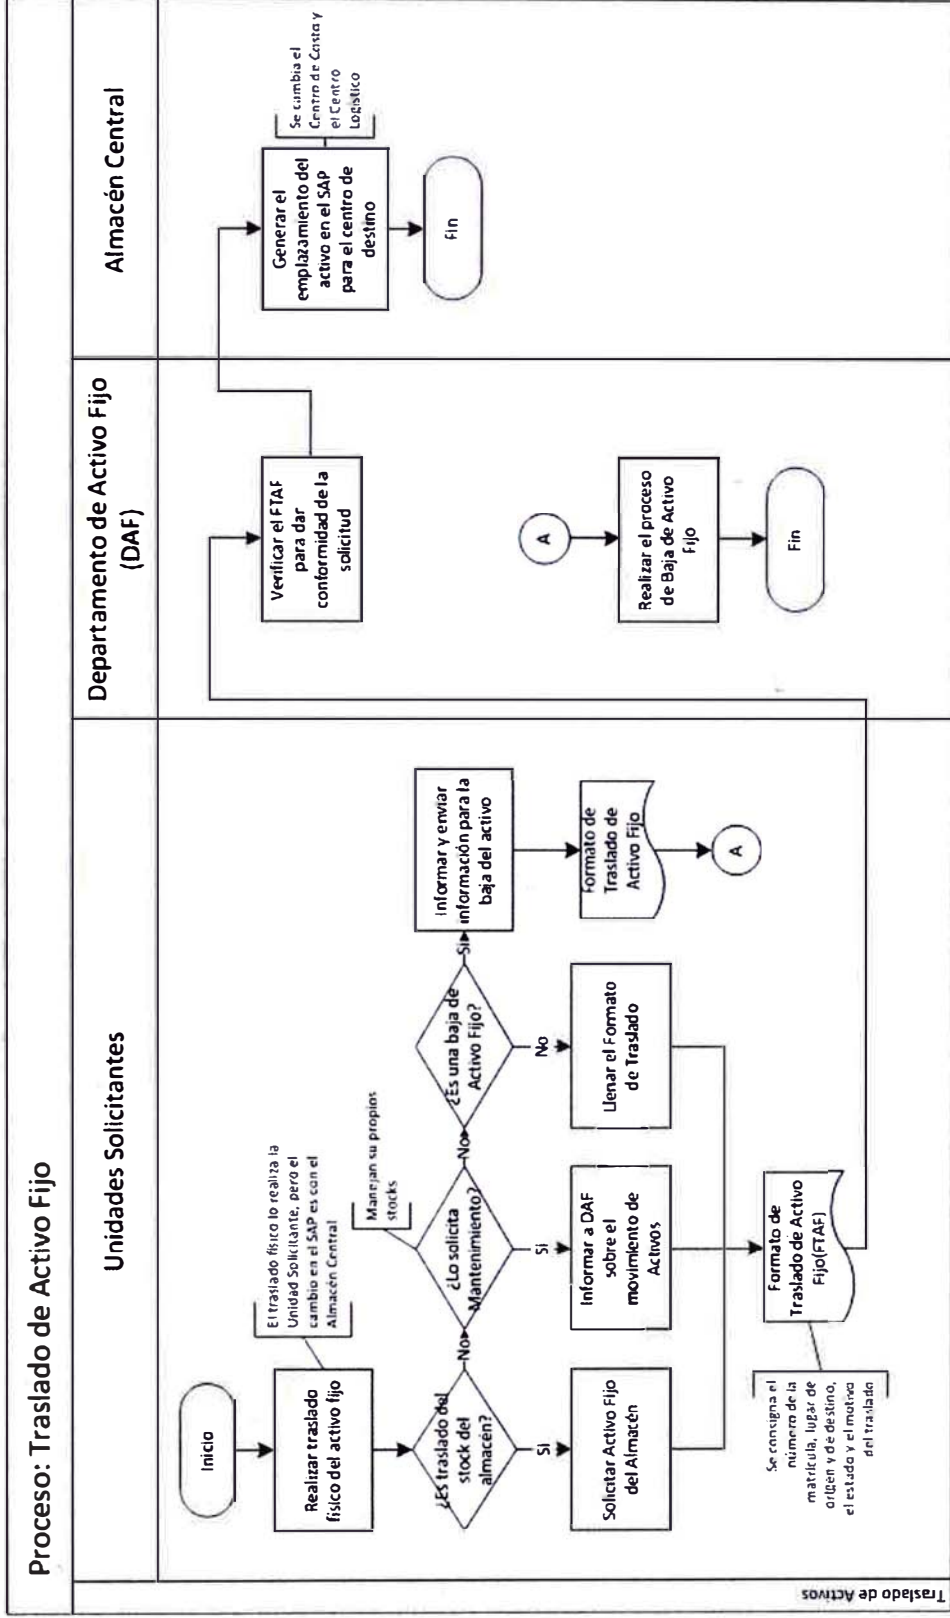 Proceso: Traslado de Activo Fijo
Unidades Solicitantes
Departamento de Activo Fijo
(DAF)
Almacén Central
Traslado de Activos
Inicio
Realizar traslado
físico del activo fijo
El traslado físico lo realiza la
Unidad Solicitante, pero el
cambio en el SAP es con el
Almacén Central
¿Es traslado del
stock del
almacén?
No
¿Lo solicita
Mantenimiento?
Manejan su propios
stocks
No
¿Es una baja de
Activo Fijo?
Si
Informar y enviar
información para la
baja del activo
Formato de
Traslado de
Activo Fijo
A
Si
Solicitar Activo Fijo
del Almacén
Si
Informar a DAF
sobre el
movimiento de
Activos
No
Llenar el Formato
de Traslado
Formato de
Traslado de Activo
Fijo(FTAF)
Se consigna el
número de la
matrícula, lugar de
origen y de destino,
el estado y el motivo
del traslado
Verificar el FTAF
para dar
conformidad de la
solicitud
A
Realizar el proceso
de Baja de Activo
Fijo
Fin
Generar el
emplazamiento del
activo en el SAP
para el centro de
destino
Se cambia el
Centro de Costa y
el Centro
Logístico
Fin